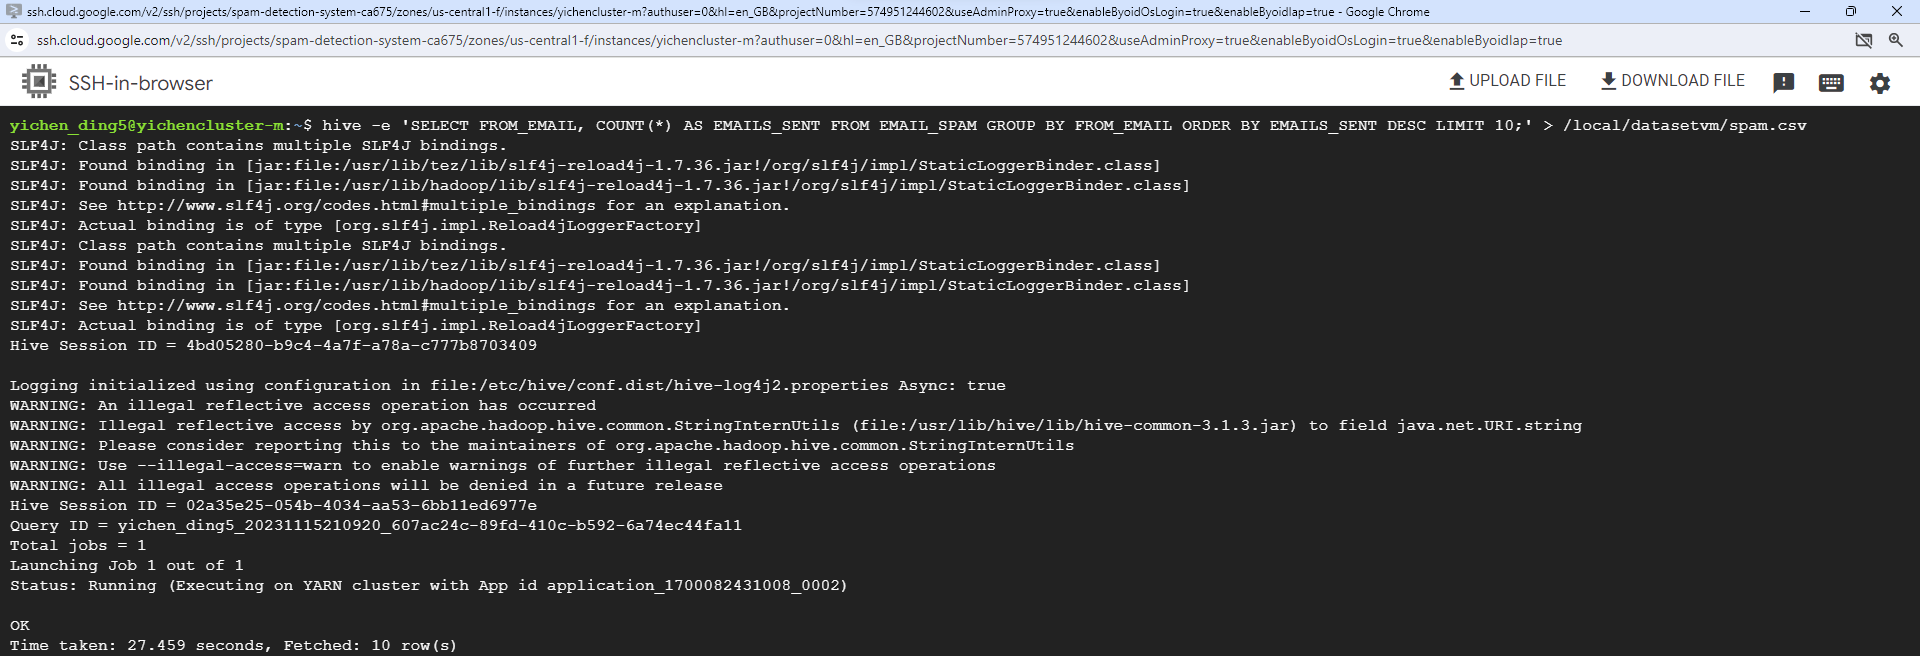 ssh.cloud.google.com/v2/ssh/projects/spam-detection-system-ca675/zones/us-central1-f/instances/yichencluster-m?authuser=0&hl=en_GB&projectNumber=574951244602&useAdminProxy=true&enableByoidOsLogin=true&enableByoidIap=true - Google Chrome
ssh.cloud.google.com/v2/ssh/projects/spam-detection-system-ca675/zones/us-central1-f/instances/yichencluster-m?authuser=0&hl=en_GB&projectNumber=574951244602&useAdminProxy=true&enableByoidOsLogin=true&enableByoidIap=true
SSH-in-browser UPLOAD FILE DOWNLOAD FILE
yichen_ding5@yichencluster-m:~$ hive -e 'SELECT FROM_EMAIL, COUNT(*) AS EMAILS_SENT FROM EMAIL_SPAM GROUP BY FROM_EMAIL ORDER BY EMAILS_SENT DESC LIMIT 10;' > /local/datasetvm/spam.csv
SLF4J: Class path contains multiple SLF4J bindings.
SLF4J: Found binding in [jar:file:/usr/lib/tez/lib/slf4j-reload4j-1.7.36.jar!/org/slf4j/impl/StaticLoggerBinder.class]
SLF4J: Found binding in [jar:file:/usr/lib/hadoop/lib/slf4j-reload4j-1.7.36.jar!/org/slf4j/impl/StaticLoggerBinder.class]
SLF4J: See http://www.slf4j.org/codes.html#multiple_bindings for an explanation.
SLF4J: Actual binding is of type [org.slf4j.impl.Reload4jLoggerFactory]
SLF4J: Class path contains multiple SLF4J bindings.
SLF4J: Found binding in [jar:file:/usr/lib/tez/lib/slf4j-reload4j-1.7.36.jar!/org/slf4j/impl/StaticLoggerBinder.class]
SLF4J: Found binding in [jar:file:/usr/lib/hadoop/lib/slf4j-reload4j-1.7.36.jar!/org/slf4j/impl/StaticLoggerBinder.class]
SLF4J: See http://www.slf4j.org/codes.html#multiple_bindings for an explanation.
SLF4J: Actual binding is of type [org.slf4j.impl.Reload4jLoggerFactory]
Hive Session ID = 4bd05280-b9c4-4a7f-a78a-c777b8703409
Logging initialized using configuration in file:/etc/hive/conf.dist/hive-log4j2.properties Async: true
WARNING: An illegal reflective access operation has occurred
WARNING: Illegal reflective access by org.apache.hadoop.hive.common.StringInternUtils (file:/usr/lib/hive/lib/hive-common-3.1.3.jar) to field java.net.URI.string
WARNING: Please consider reporting this to the maintainers of org.apache.hadoop.hive.common.StringInternUtils
WARNING: Use --illegal-access=warn to enable warnings of further illegal reflective access operations
WARNING: All illegal access operations will be denied in a future release
Hive Session ID = 02a35e25-054b-4034-aa53-6bb11ed6977e
Query ID = yichen_ding5_20231115210920_607ac24c-89fd-410c-b592-6a74ec44fa11
Total jobs = 1
Launching Job 1 out of 1
Status: Running (Executing on YARN cluster with App id application_1700082431008_0002)
OK
Time taken: 27.459 seconds, Fetched: 10 row(s)